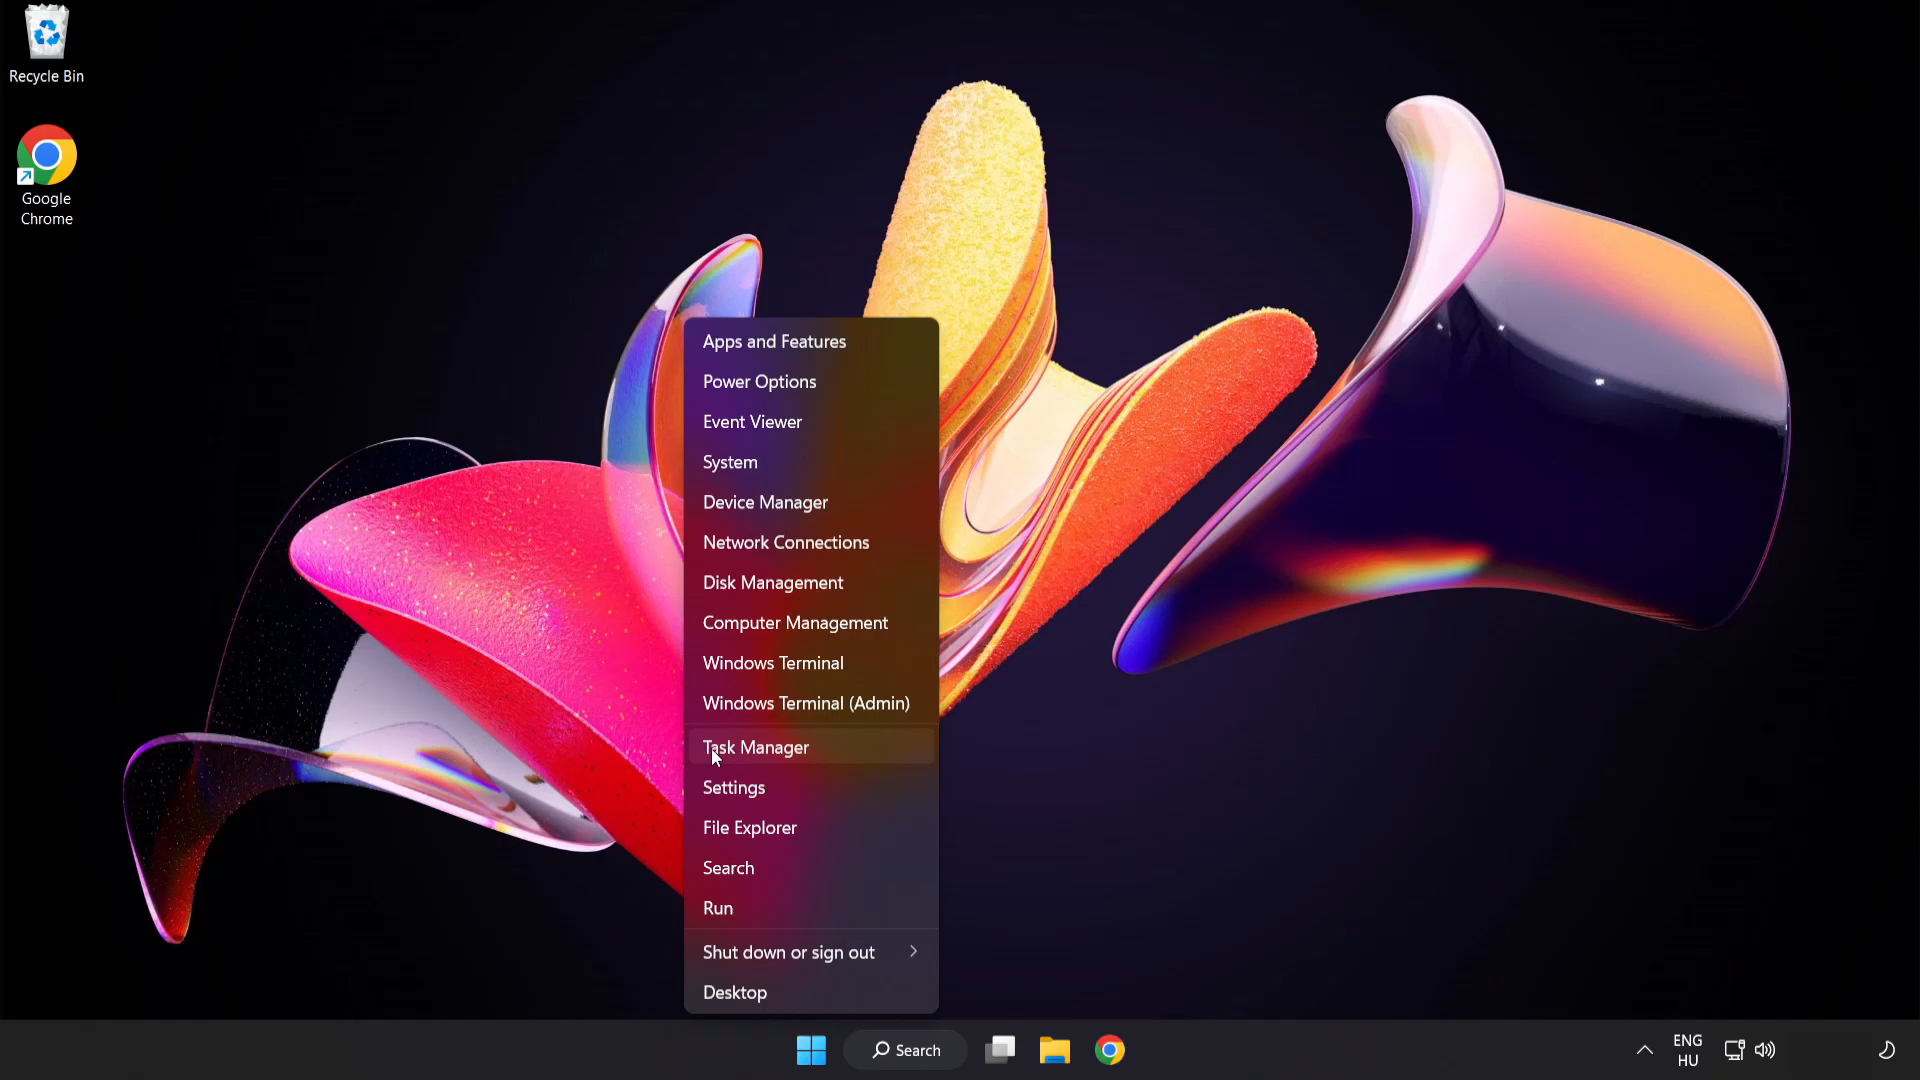 Recycle Bin
Google
Chrome
Apps and Features
Power Options
Event Viewer
System
Device Manager
Network Connections
Disk Management
Computer Management
Windows Terminal
Windows Terminal (Admin)
Task Manager
Settings
File Explorer
Search
Run
Shut down or sign out
Desktop
Search
ENG
HU